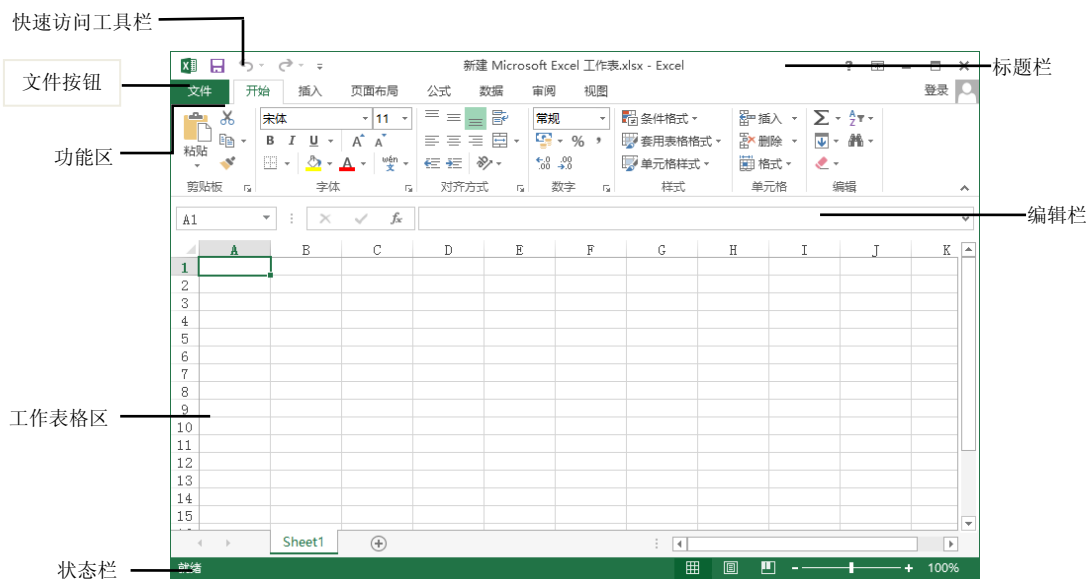 快速访问工具栏
新建 Microsoft Excel 工作表.xlsx - Excel
标题栏
文件按钮
文件 开始 插入 页面布局 公式 数据 审阅 视图 登录
功能区
粘贴 宋体 11 B I U A A A wén 文 常规 % , .00 .00 条件格式 套用表格格式 单元格样式 插入 删除 格式 Σ A Z
剪贴板 字体 对齐方式 数字 样式 单元格 编辑
A1 fx
编辑栏
A B C D E F G H I J K
1
2
3
4
5
6
7
8
9
工作表格区
10
11
12
13
14
15
Sheet1
状态栏
就绪 100%